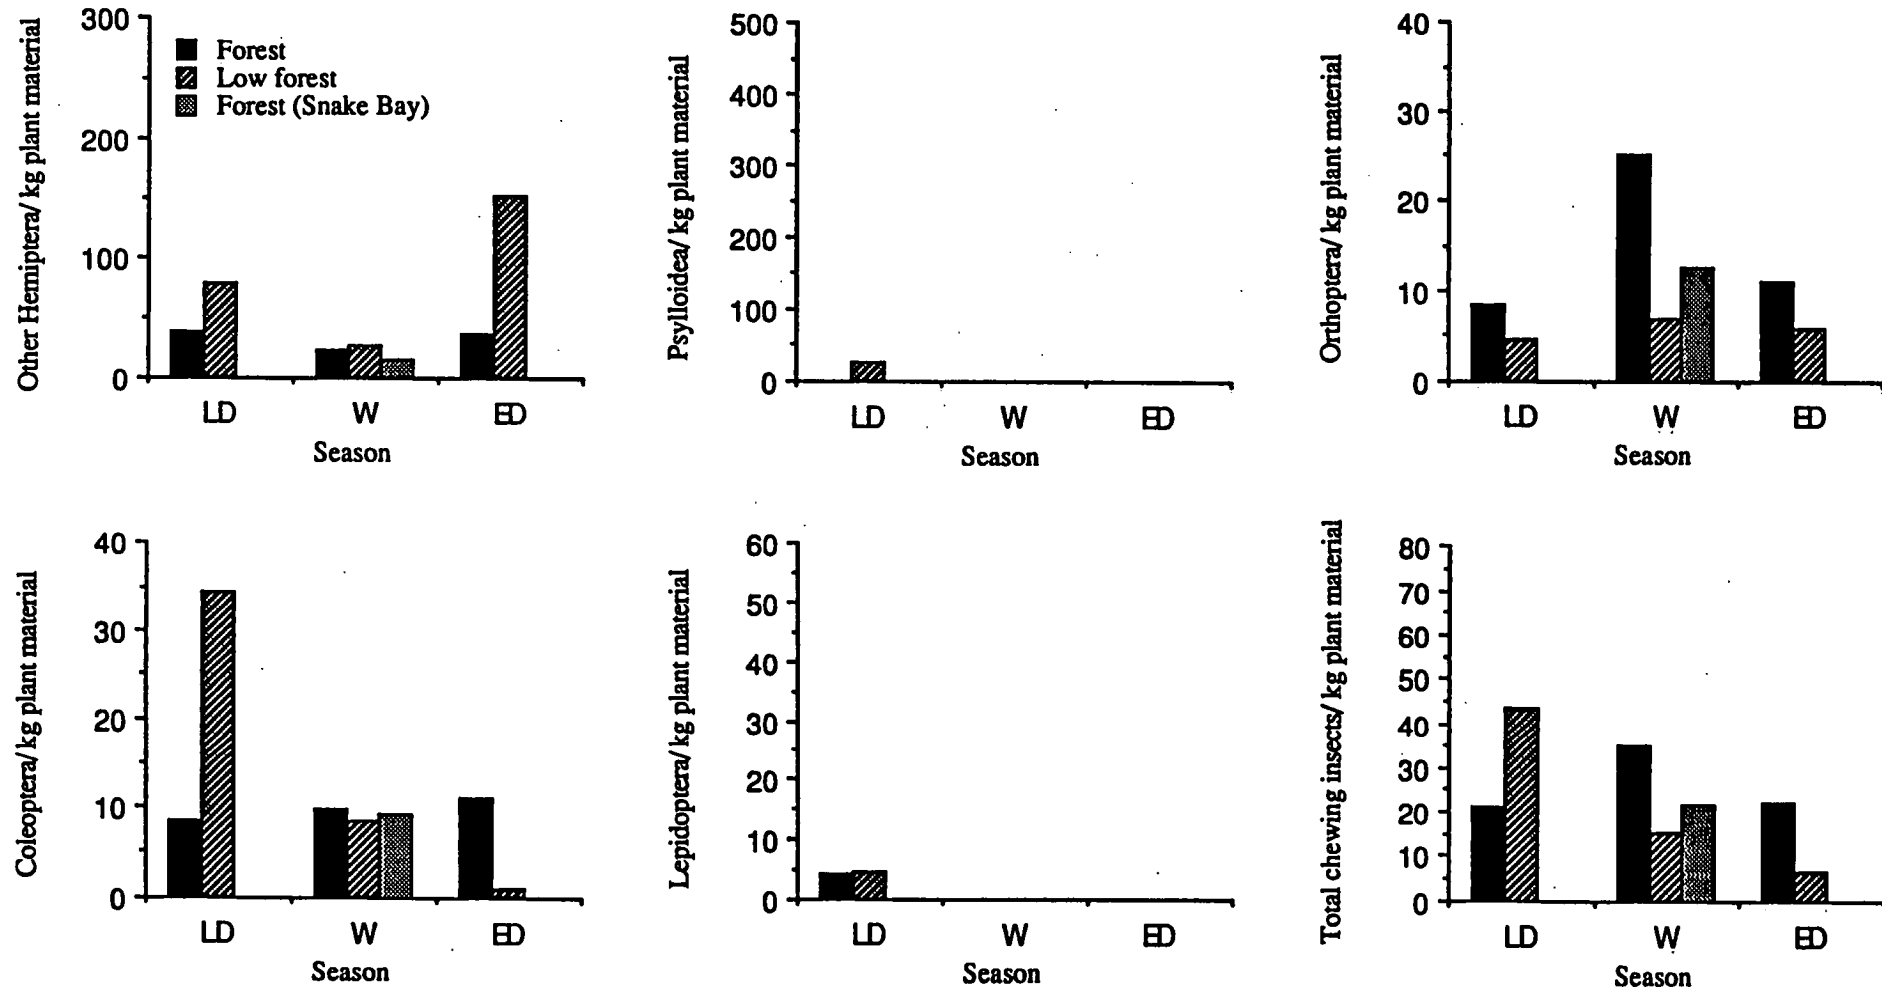 Other Hemiptera/ kg plant material
300
200
100
0
Forest
Low forest
Forest (Snake Bay)
LD W ED
Season
Psylloidea/ kg plant material
500
400
300
200
100
0
LD W ED
Season
Orthoptera/ kg plant material
40
30
20
10
0
LD W ED
Season
Coleoptera/ kg plant material
40
30
20
10
0
LD W ED
Season
Lepidoptera/ kg plant material
60
50
40
30
20
10
0
LD W ED
Season
Total chewing insects/ kg plant material
80
70
60
50
40
30
20
10
0
LD W ED
Season